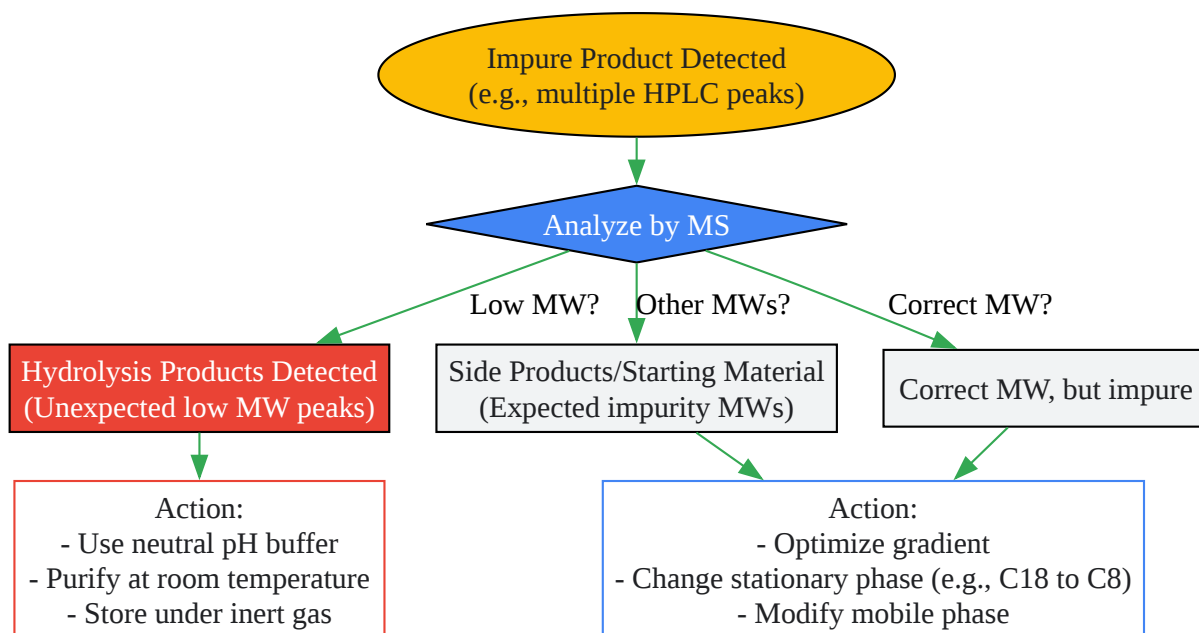 Impure Product Detected
(e.g., multiple HPLC peaks)
Analyze by MS
Low MW?
Other MWs?
Correct MW?
Hydrolysis Products Detected
(Unexpected low MW peaks)
Side Products/Starting Material
(Expected impurity MWs)
Correct MW, but impure
Action:
- Use neutral pH buffer
- Purify at room temperature
- Store under inert gas
Action:
- Optimize gradient
- Change stationary phase (e.g., C18 to C8)
- Modify mobile phase